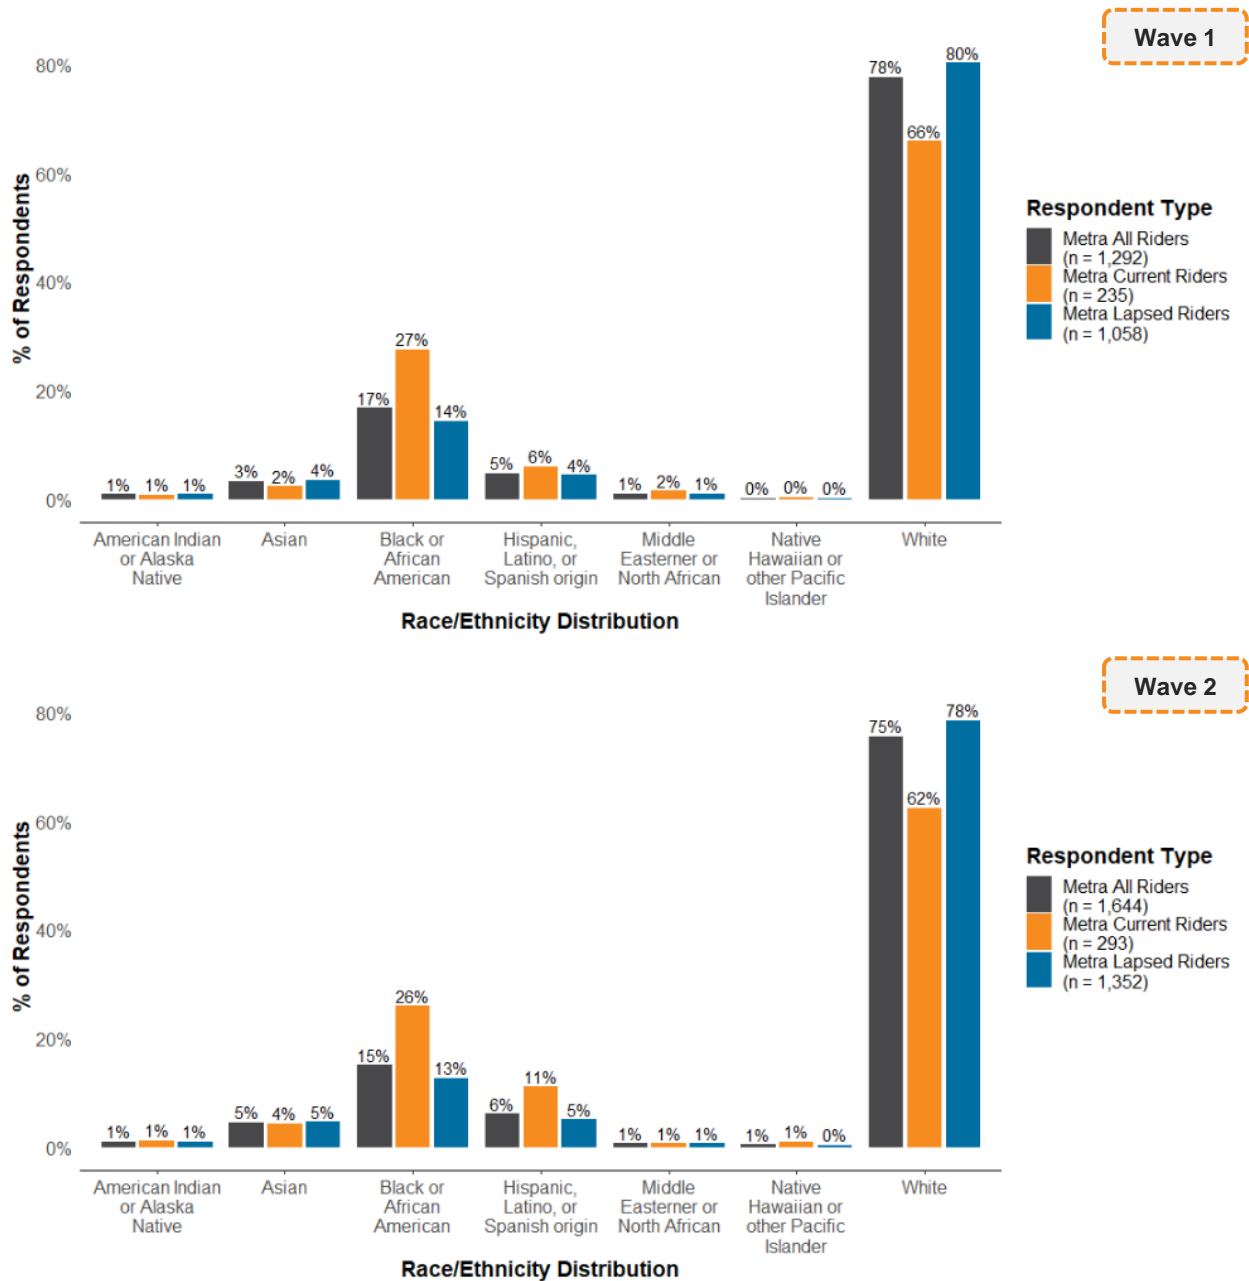 Wave 1
80%
60%
40%
20%
0%
% of Respondents
1%
1%
1%
3%
2%
4%
17%
27%
14%
5%
6%
4%
1%
2%
1%
0%
0%
0%
78%
66%
80%
American Indian
or Alaska
Native
Asian
Black or
African
American
Hispanic,
Latino, or
Spanish origin
Middle
Easterner or
North African
Native
Hawaiian or
other Pacific
Islander
White
Race/Ethnicity Distribution
Respondent Type
Metra All Riders
(n = 1,292)
Metra Current Riders
(n = 235)
Metra Lapsed Riders
(n = 1,058)
Wave 2
80%
60%
40%
20%
0%
% of Respondents
1%
1%
1%
5%
4%
5%
15%
26%
13%
6%
11%
5%
1%
1%
1%
1%
1%
0%
75%
62%
78%
American Indian
or Alaska
Native
Asian
Black or
African
American
Hispanic,
Latino, or
Spanish origin
Middle
Easterner or
North African
Native
Hawaiian or
other Pacific
Islander
White
Race/Ethnicity Distribution
Respondent Type
Metra All Riders
(n = 1,644)
Metra Current Riders
(n = 293)
Metra Lapsed Riders
(n = 1,352)